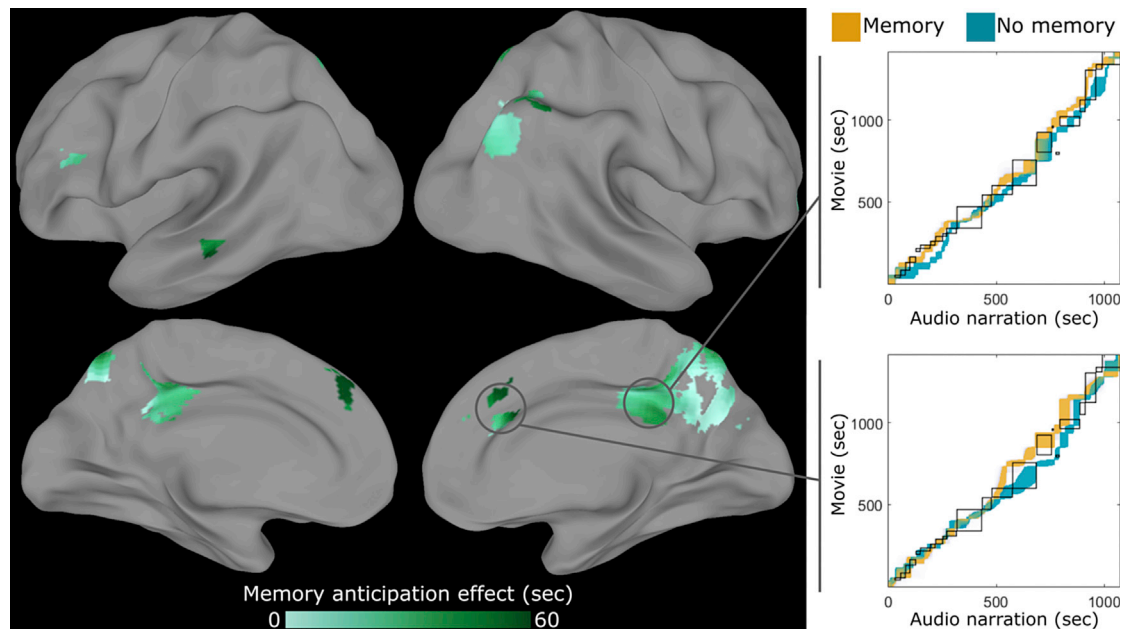 Memory No memory
Movie (sec)
1000
500
0 500 1000
Audio narration (sec)
Movie (sec)
1000
500
0 500 1000
Audio narration (sec)
Memory anticipation effect (sec)
0 60